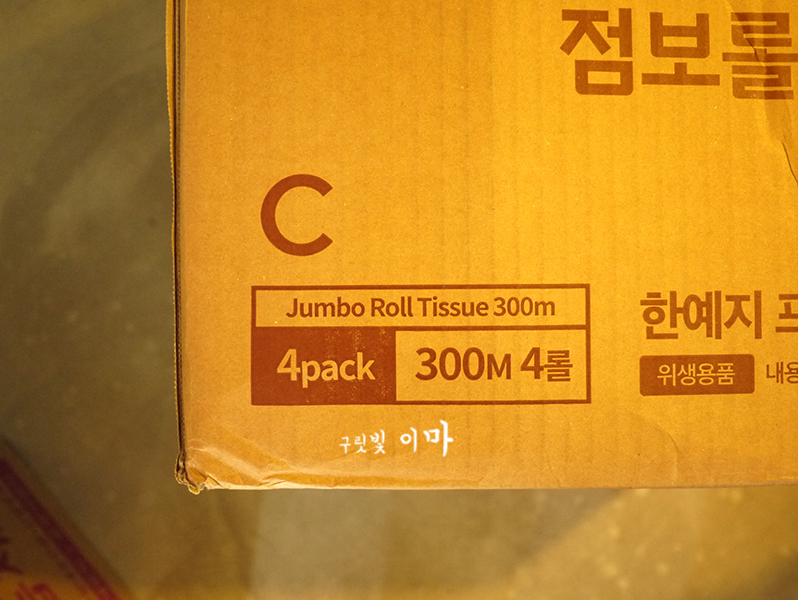 점보롤
C
Jumbo Roll Tissue 300m
4pack 300M 4롤
한예지
위생용품
구릿빛 이마